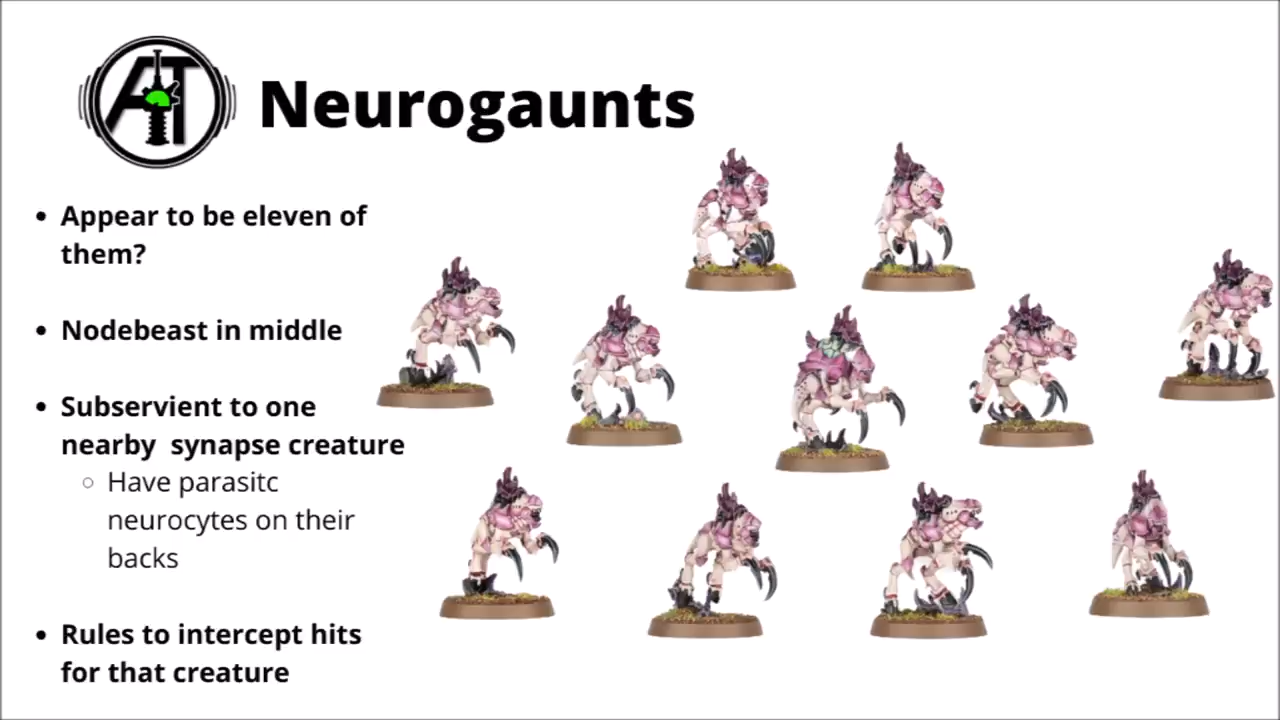 AT
Neurogaunts
• Appear to be eleven of
them?
• Nodebeast in middle
• Subservient to one
nearby  synapse creature
○ Have parasitc
neurocytes on their
backs
• Rules to intercept hits
for that creature